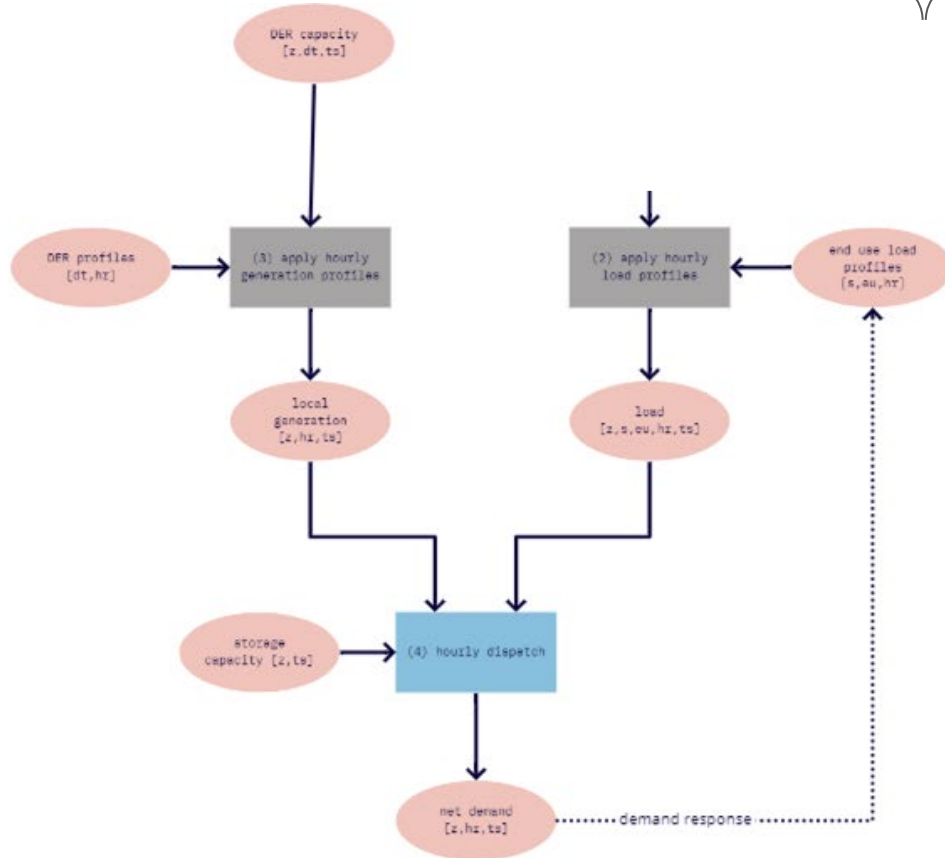 DER capacity
[z,dt,ts]
DER profiles
[dt,hr]
(3) apply hourly
generation profiles
(2) apply hourly
load profiles
end use load
profiles
[s,eu,hr]
local
generation
[z,hr,ts]
load
[z,s,eu,hr,ts]
storage
capacity [z,ts]
(4) hourly dispatch
net demand
[z,hr,ts]
demand response